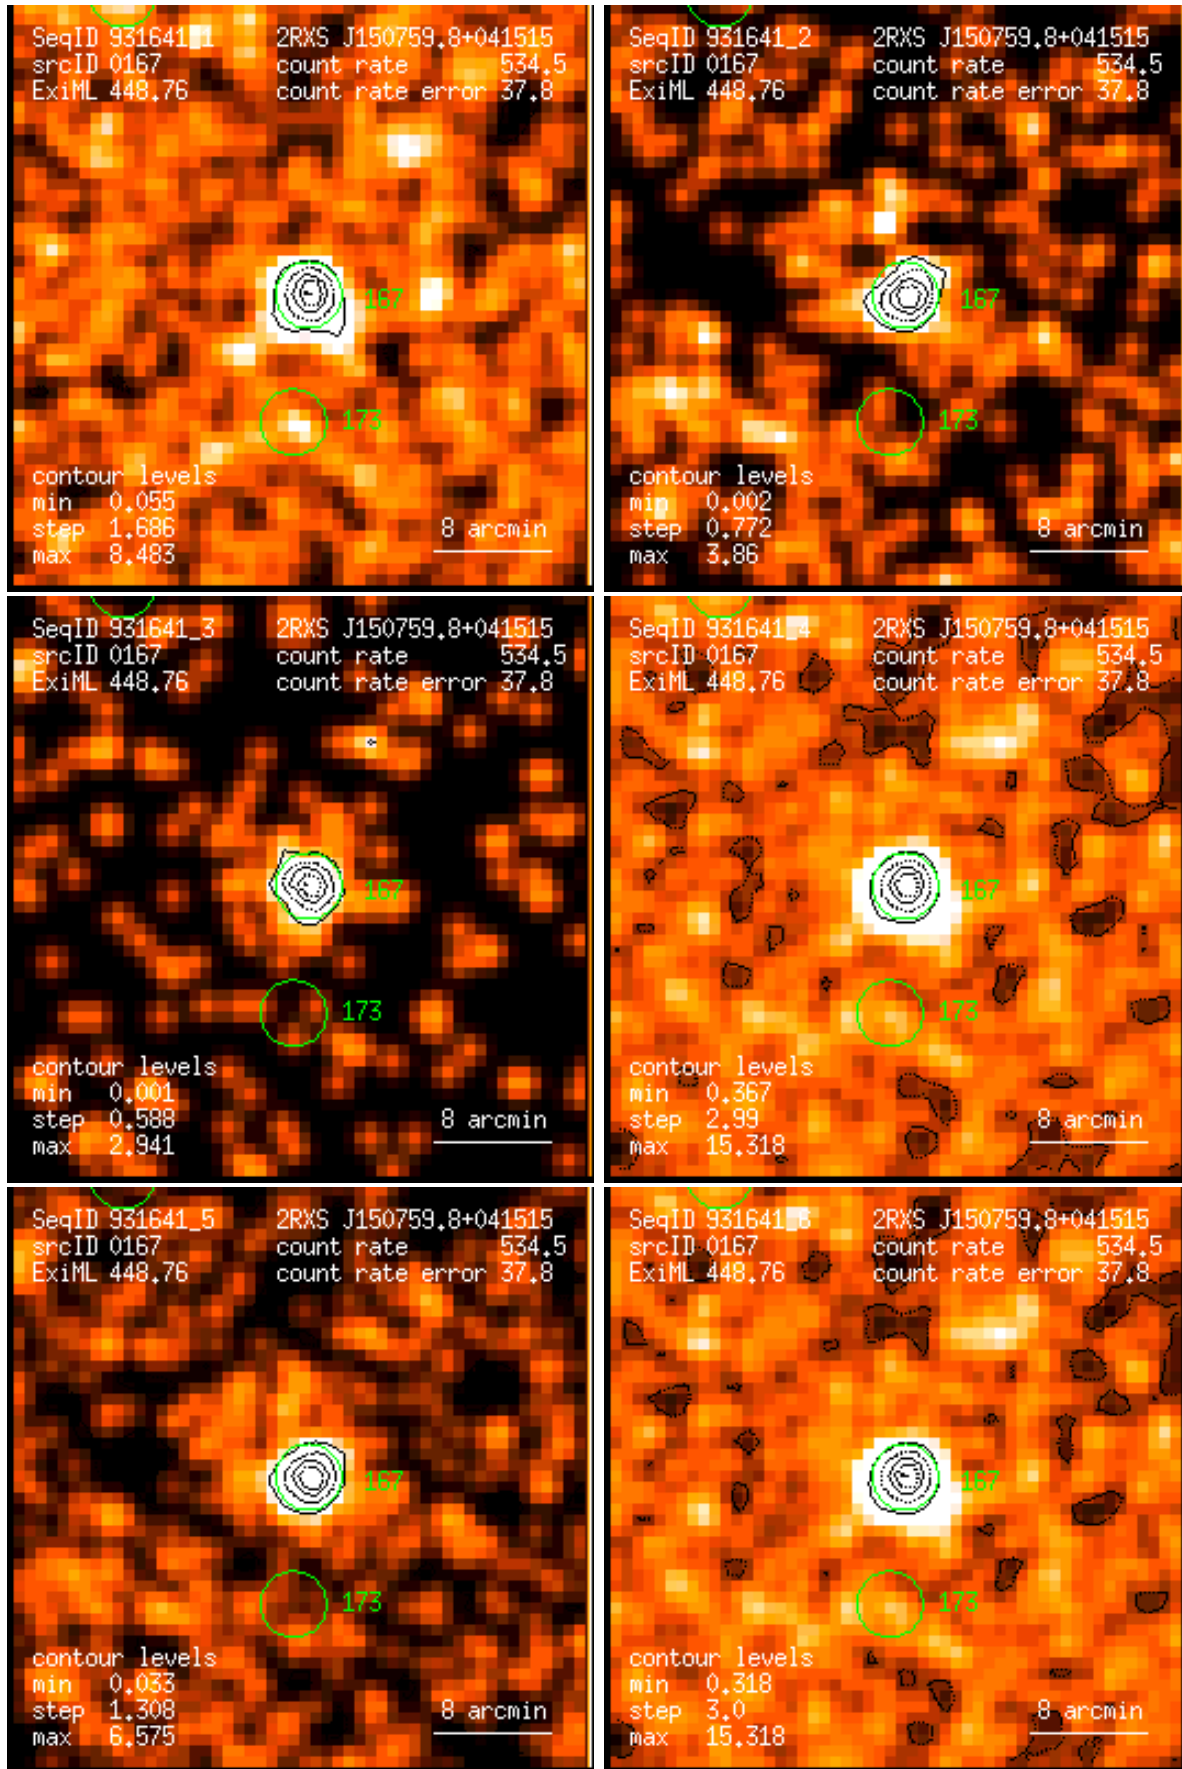 SeqID 931641_1 2RXS J150759.8+041515
srcID 0167 count rate 534.5
ExiML 448.76 count rate error 37.8
167
173
contour levels
min 0.055
step 1.686 8 arcmin
max 8.483
SeqID 931641_2 2RXS J150759.8+041515
srcID 0167 count rate 534.5
ExiML 448.76 count rate error 37.8
167
173
contour levels
min 0.002
step 0.772 8 arcmin
max 3.86
SeqID 931641_3 2RXS J150759.8+041515
srcID 0167 count rate 534.5
ExiML 448.76 count rate error 37.8
167
173
contour levels
min 0.001
step 0.588 8 arcmin
max 2.941
SeqID 931641_4 2RXS J150759.8+041515
srcID 0167 count rate 534.5
ExiML 448.76 count rate error 37.8
167
173
contour levels
min 0.367
step 2.99 8 arcmin
max 15.318
SeqID 931641_5 2RXS J150759.8+041515
srcID 0167 count rate 534.5
ExiML 448.76 count rate error 37.8
167
173
contour levels
min 0.033
step 1.308 8 arcmin
max 6.575
SeqID 931641_6 2RXS J150759.8+041515
srcID 0167 count rate 534.5
ExiML 448.76 count rate error 37.8
167
173
contour levels
min 0.318
step 3.0 8 arcmin
max 15.318